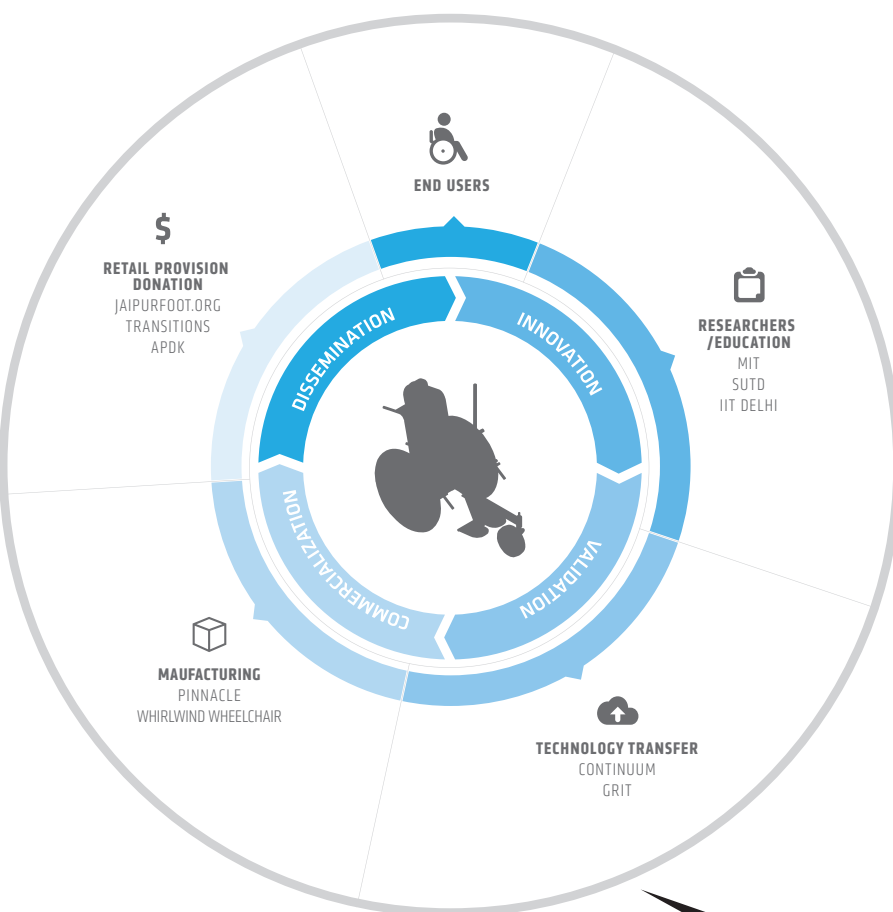 END USERS
$
RETAIL PROVISION
DONATION
JAIPURFOOT.ORG
TRANSITIONS
APDK
RESEARCHERS
/EDUCATION
MIT
SUTD
IIT DELHI
DISSEMINATION
INNOVATION
COMMERCIALIZATION
VALIDATION
MAUFACTURING
PINNACLE
WHIRLWIND WHEELCHAIR
TECHNOLOGY TRANSFER
CONTINUUM
GRIT